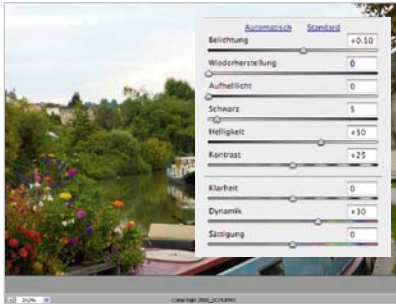 Automatisch Standard
Belichtung +0.50
Wiederherstellung 0
Aufhelllicht 0
Schwarz 5
Helligkeit +50
Kontrast +25
Klarheit 0
Dynamik +30
Sättigung 0